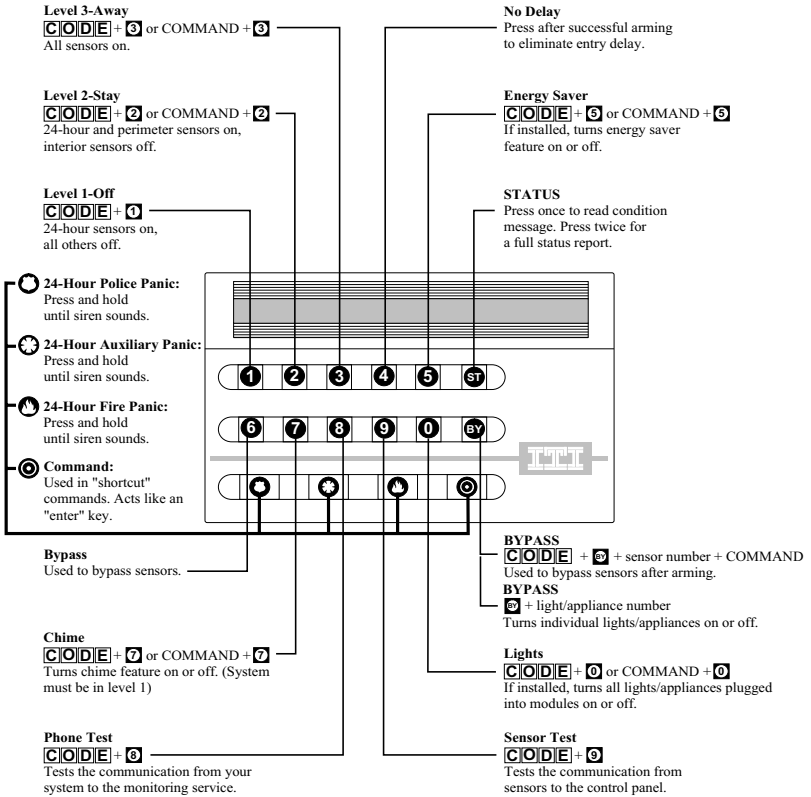 Level 3-Away
CODE + 3 or COMMAND + 3
All sensors on.
Level 2-Stay
CODE + 2 or COMMAND + 2
24-hour and perimeter sensors on,
interior sensors off.
Level 1-Off
CODE + 1
24-hour sensors on,
all others off.
24-Hour Police Panic:
Press and hold
until siren sounds.
24-Hour Auxiliary Panic:
Press and hold
until siren sounds.
24-Hour Fire Panic:
Press and hold
until siren sounds.
Command:
Used in "shortcut"
commands. Acts like an
"enter" key.
No Delay
Press after successful arming
to eliminate entry delay.
Energy Saver
CODE + 5 or COMMAND + 5
If installed, turns energy saver
feature on or off.
STATUS
Press once to read condition
message. Press twice for
a full status report.
1 2 3 4 5 ST
6 7 8 9 0 BY
ITI
Bypass
Used to bypass sensors.
Chime
CODE + 7 or COMMAND + 7
Turns chime feature on or off. (System
must be in level 1)
Phone Test
CODE + 8
Tests the communication from your
system to the monitoring service.
BYPASS
CODE + BY + sensor number + COMMAND
Used to bypass sensors after arming.
BYPASS
BY + light/appliance number
Turns individual lights/appliances on or off.
Lights
CODE + 0 or COMMAND + 0
If installed, turns all lights/appliances plugged
into modules on or off.
Sensor Test
CODE + 9
Tests the communication from
sensors to the control panel.